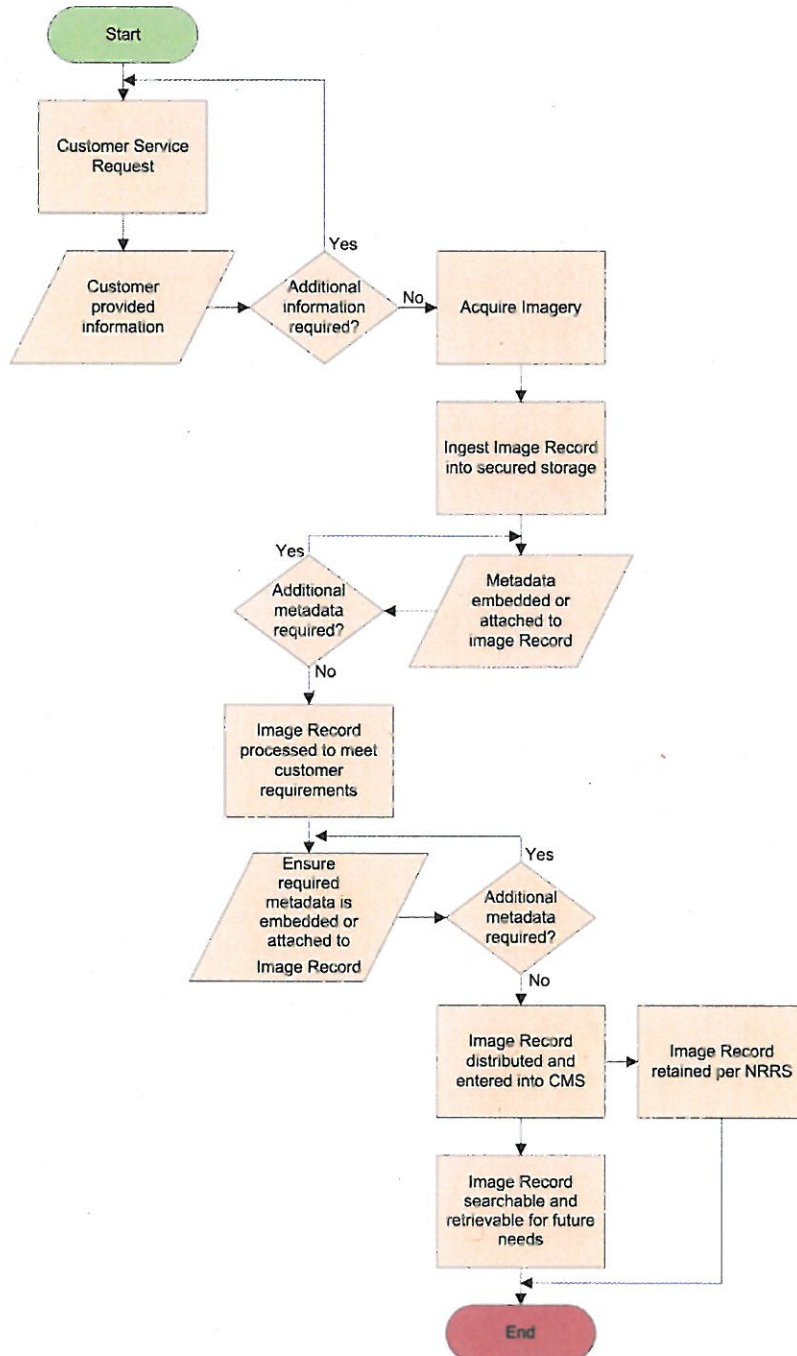 Start
Customer Service
Request
Yes
Customer
provided
information
Additional
information
required?
No
Acquire Imagery
Ingest Image Record
into secured storage
Yes
Additional
metadata
required?
Metadata
embedded or
attached to
image Record
No
Image Record
processed to meet
customer
requirements
Ensure
required
metadata is
embedded or
attached to
Image Record
Yes
Additional
metadata
required?
No
Image Record
distributed and
entered into CMS
Image Record
retained per NRRS
Image Record
searchable and
retrievable for future
needs
End